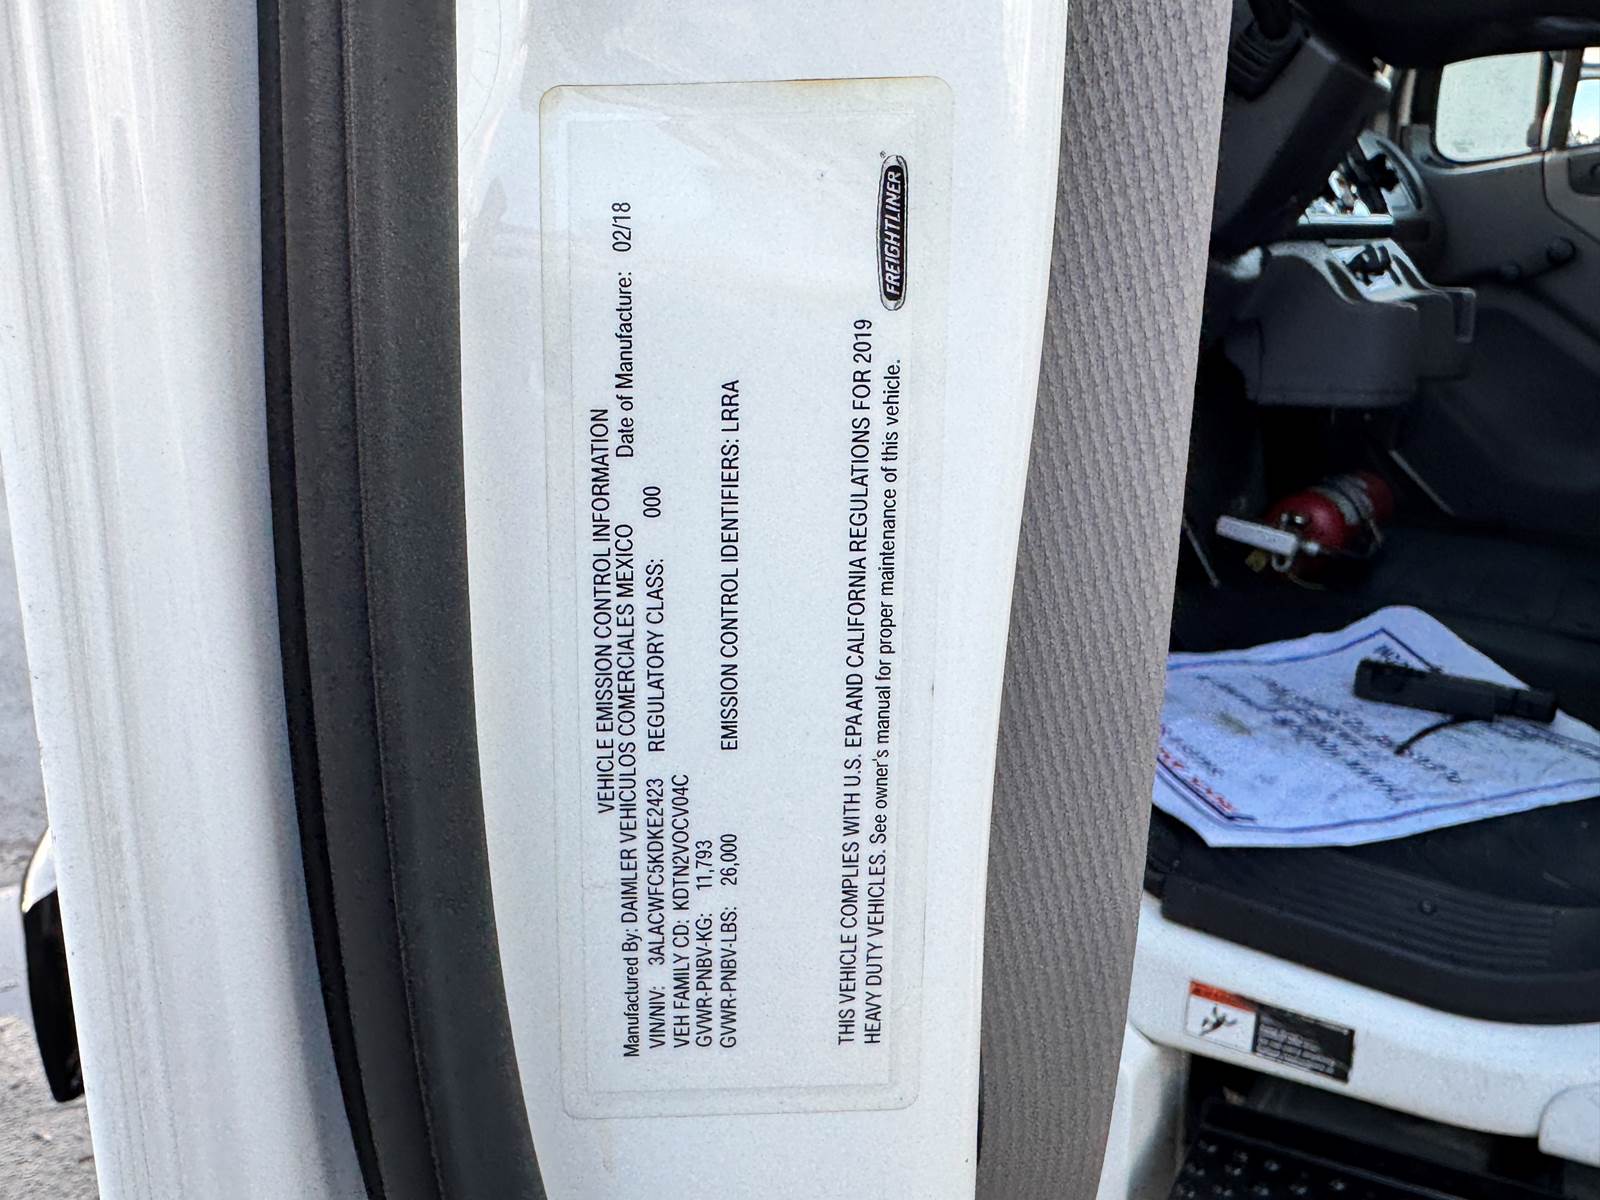 VEHICLE EMISSION CONTROL INFORMATION
Manufactured By: DAIMLER VEHICULOS COMERCIALES MEXICO Date of Manufacture: 02/18
VIN/NIV: 3ALACWFC5KDKE2423 REGULATORY CLASS: 000
VEH FAMILY CD: KDTN2VOCV04C
GVWR-PNBV-KG: 11,793
GVWR-PNBV-LBS: 26,000 EMISSION CONTROL IDENTIFIERS: LRRA
THIS VEHICLE COMPLIES WITH U.S. EPA AND CALIFORNIA REGULATIONS FOR 2019
HEAVY DUTY VEHICLES. See owner's manual for proper maintenance of this vehicle.
FREIGHTLINER®